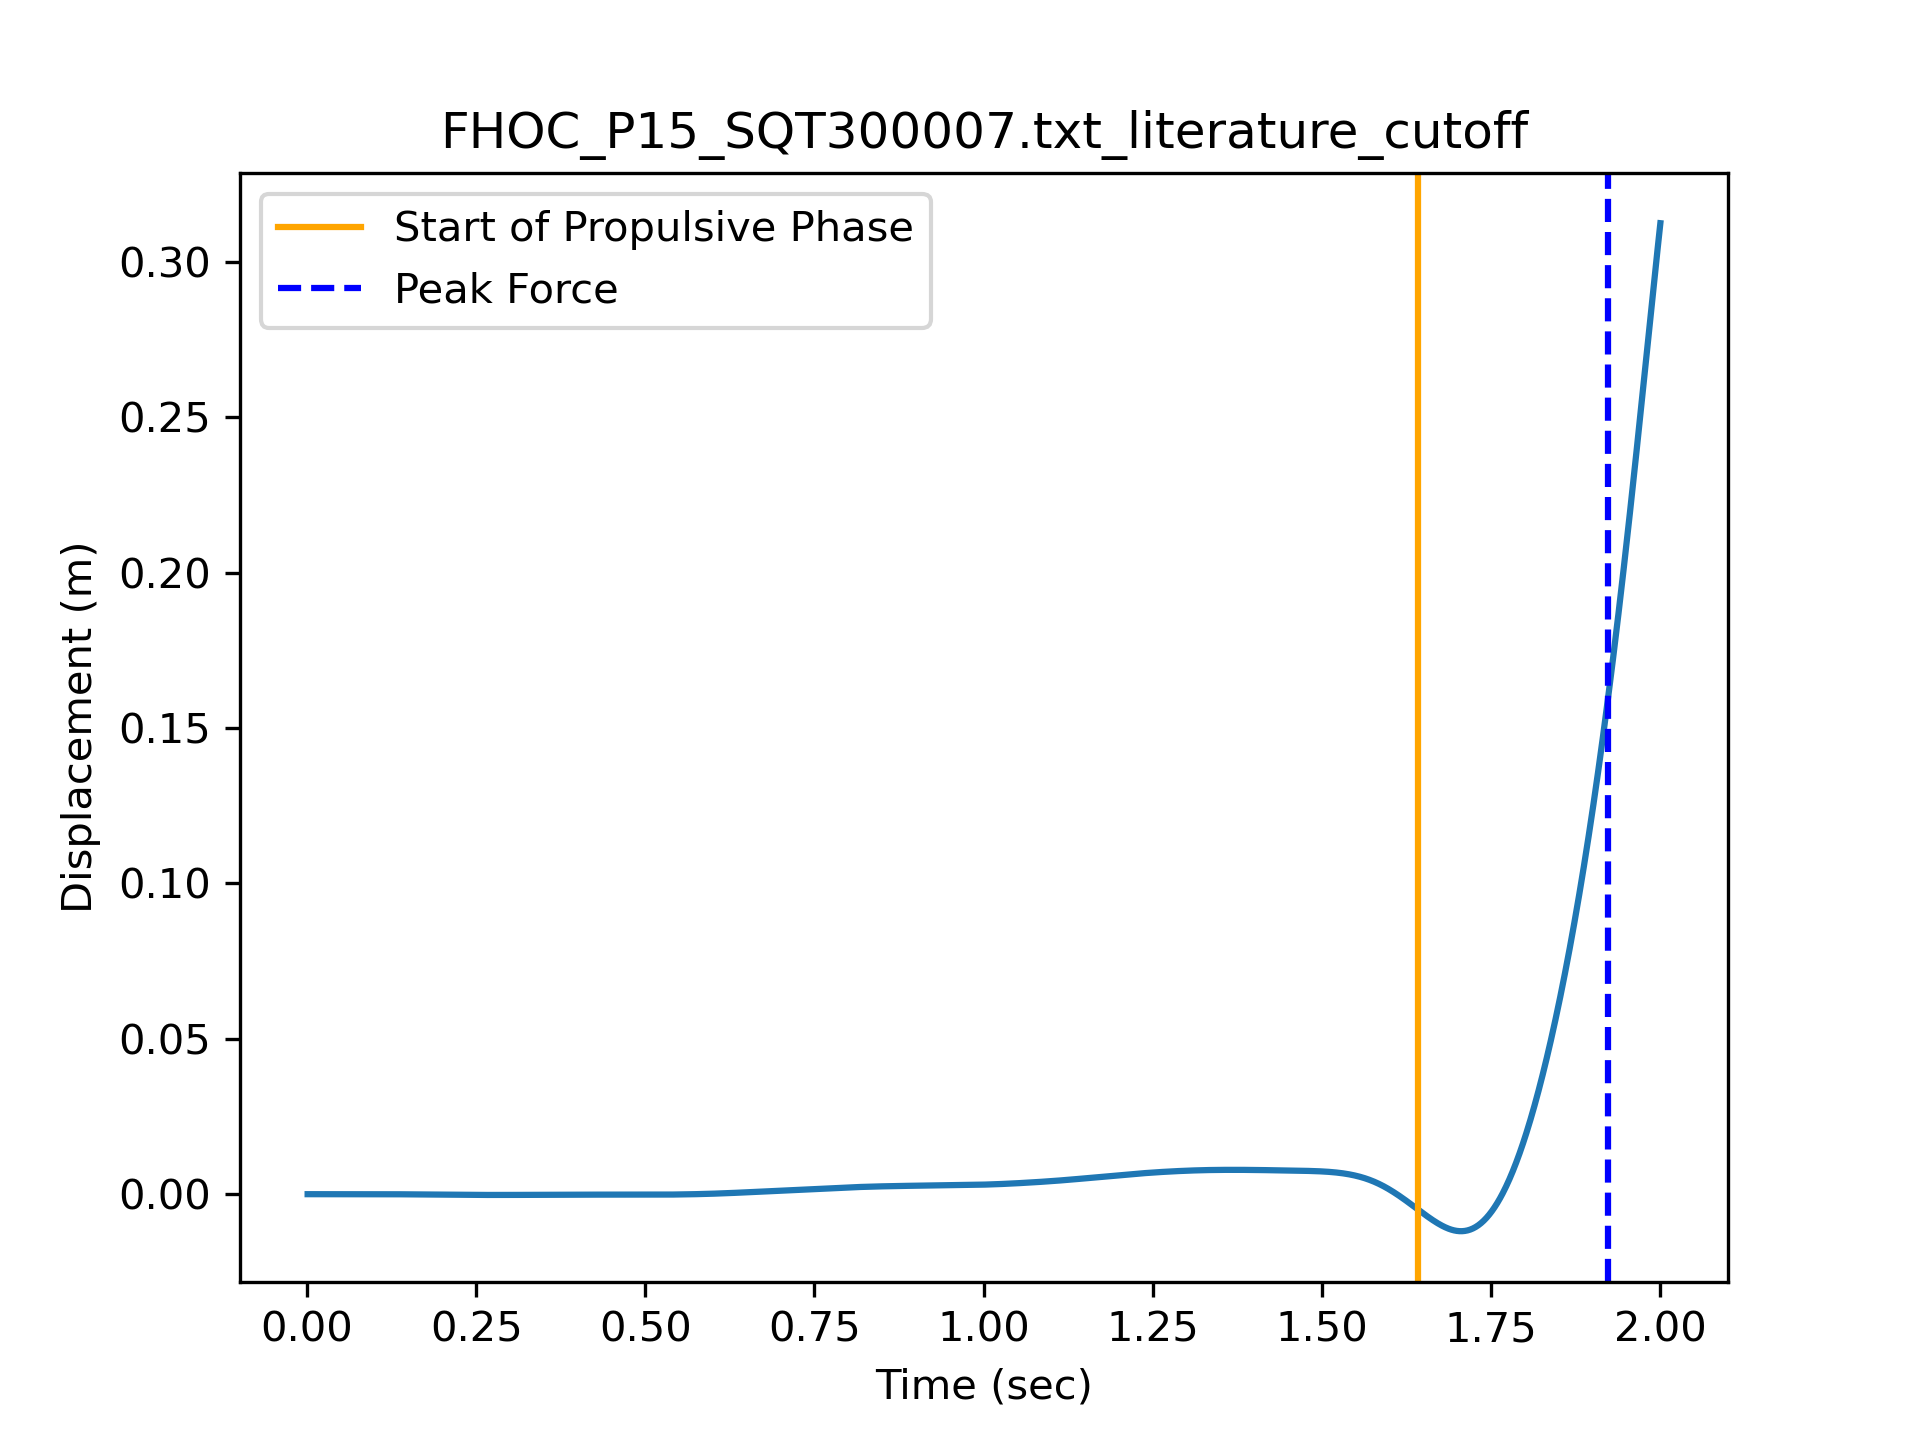 FHOC_P15_SQT300007.txt_literature_cutoff
Start of Propulsive Phase
Peak Force
0.30
0.25
0.20
0.15
0.10
0.05
0.00
Displacement (m)
0.00 0.25 0.50 0.75 1.00 1.25 1.50 1.75 2.00
Time (sec)